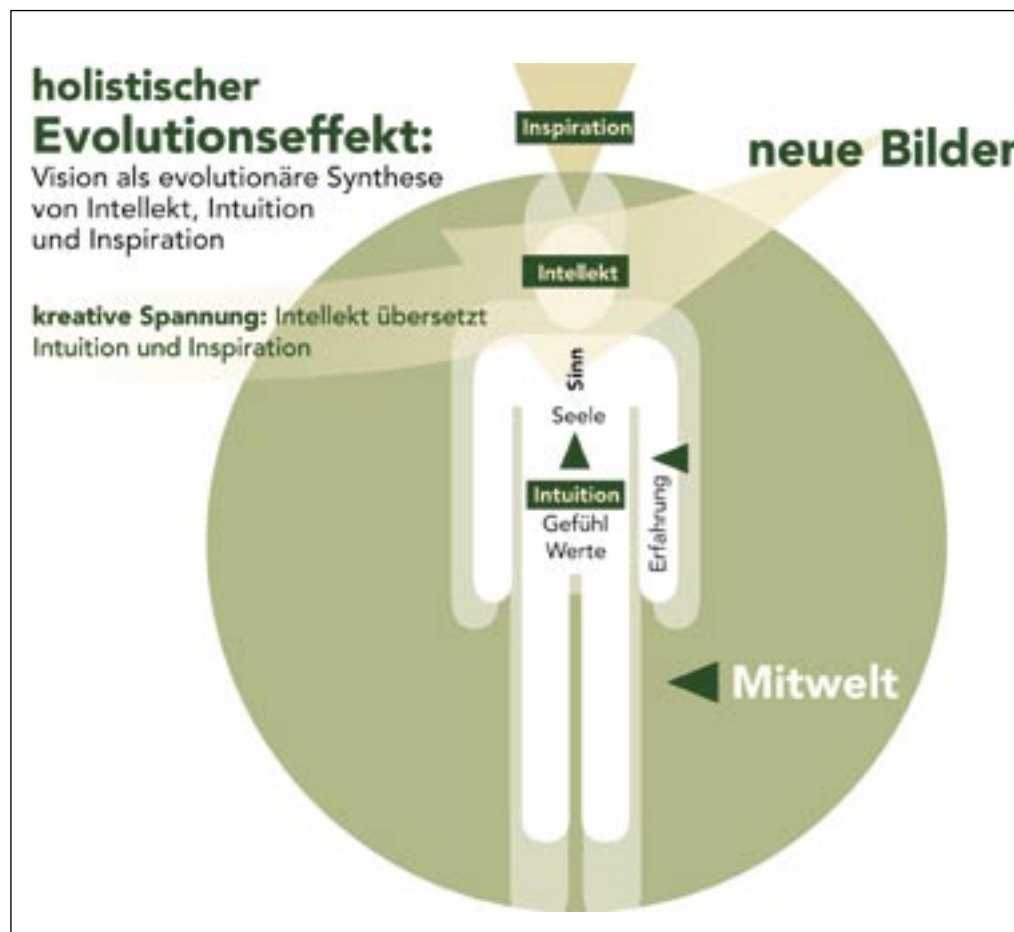 holistischer
Evolutionseffekt:
Vision als evolutionäre Synthese
von Intellekt, Intuition
und Inspiration
kreative Spannung: Intellekt übersetzt
Intuition und Inspiration
Inspiration
neue Bilder
Intellekt
Sinn
Seele
Intuition
Gefühl
Werte
Erfahrung
Mitwelt